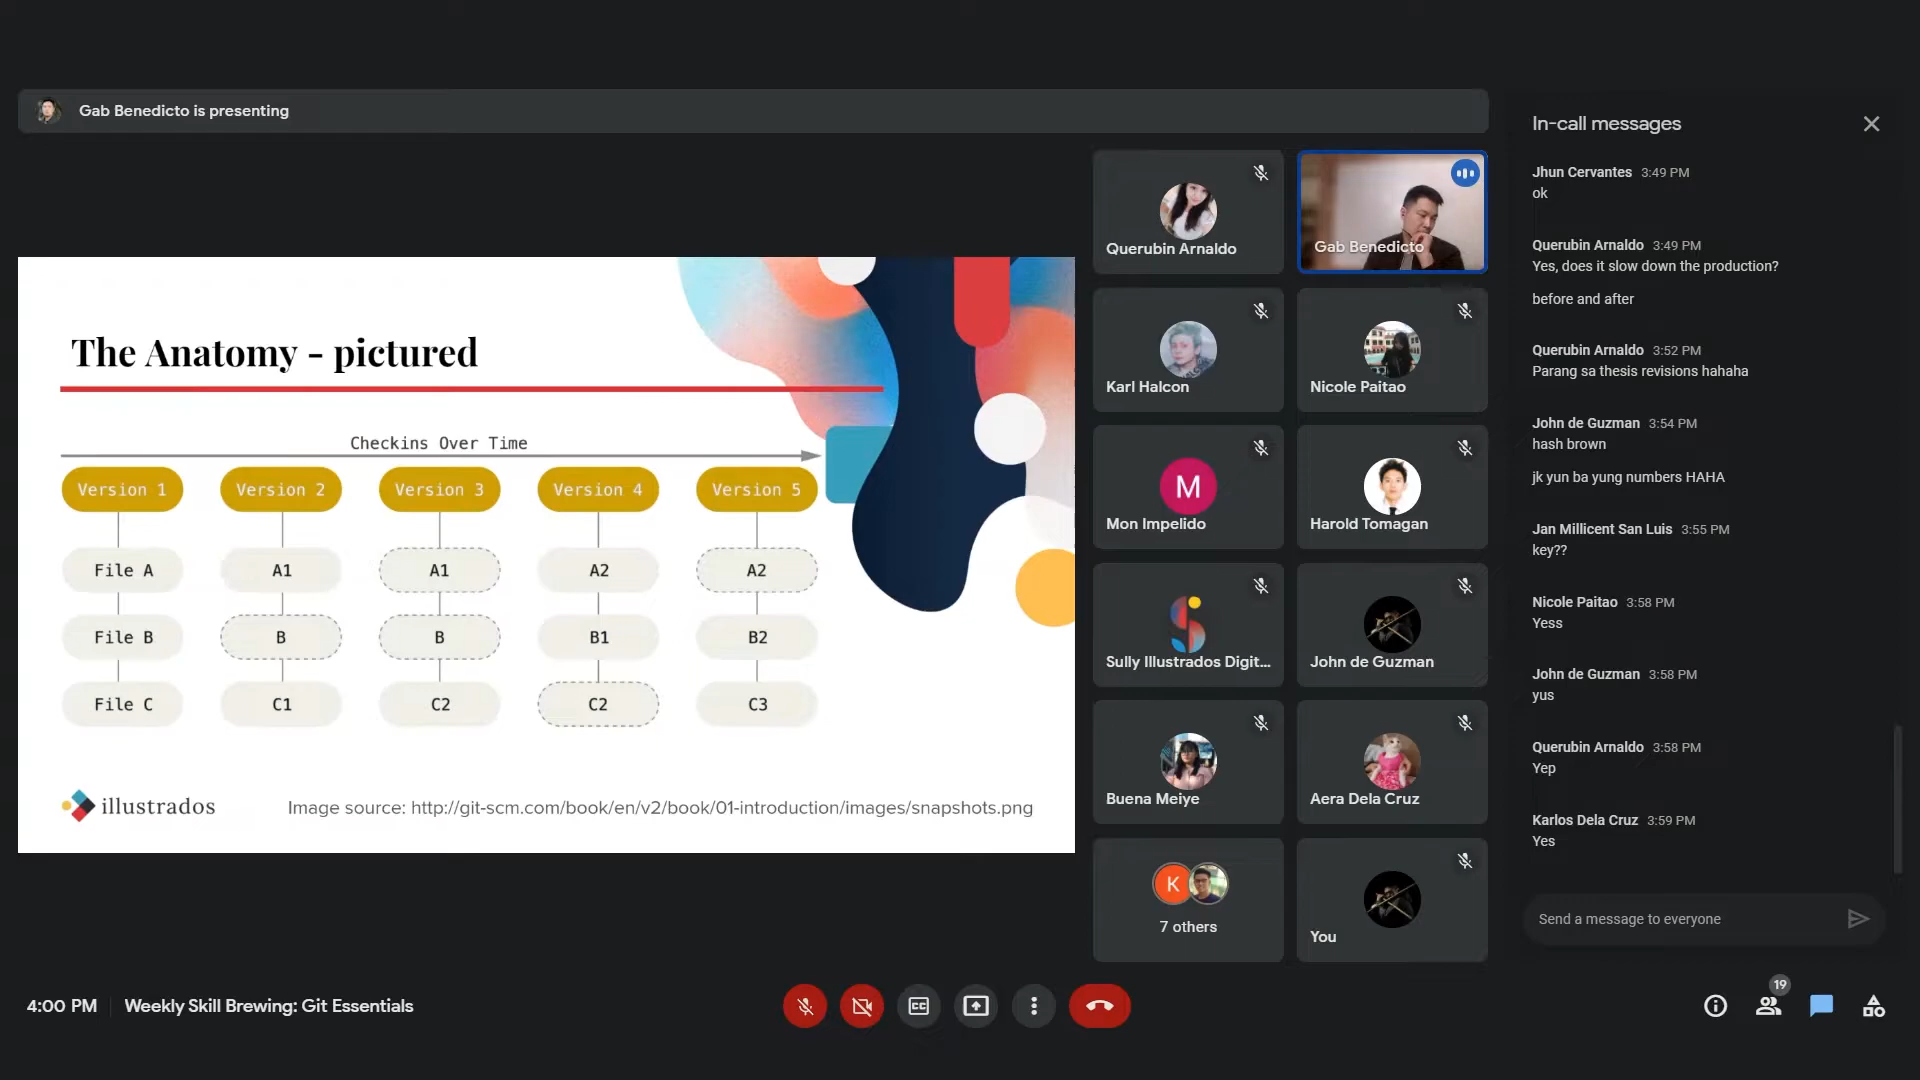 Gab Benedicto is presenting
The Anatomy - pictured
Checkins Over Time
Version 1 Version 2 Version 3 Version 4 Version 5
File A A1 A1 A2 A2
File B B B B1 B2
File C C1 C2 C2 C3
illustrados
Image source: http://git-scm.com/book/en/v2/book/01-introduction/images/snapshots.png
Querubin Arnaldo
Gab Benedicto
Karl Halcon
Nicole Paitao
M
Mon Impelido
Harold Tomagan
Sully Illustrados Digit...
John de Guzman
Buena Meiye
Aera Dela Cruz
K
7 others
You
In-call messages
Jhun Cervantes 3:49 PM
ok
Querubin Arnaldo 3:49 PM
Yes, does it slow down the production?
before and after
Querubin Arnaldo 3:52 PM
Parang sa thesis revisions hahaha
John de Guzman 3:54 PM
hash brown
jk yun ba yung numbers HAHA
Jan Millicent San Luis 3:55 PM
key??
Nicole Paitao 3:58 PM
Yess
John de Guzman 3:58 PM
yus
Querubin Arnaldo 3:58 PM
Yep
Karlos Dela Cruz 3:59 PM
Yes
Send a message to everyone
4:00 PM
Weekly Skill Brewing: Git Essentials
CC
19